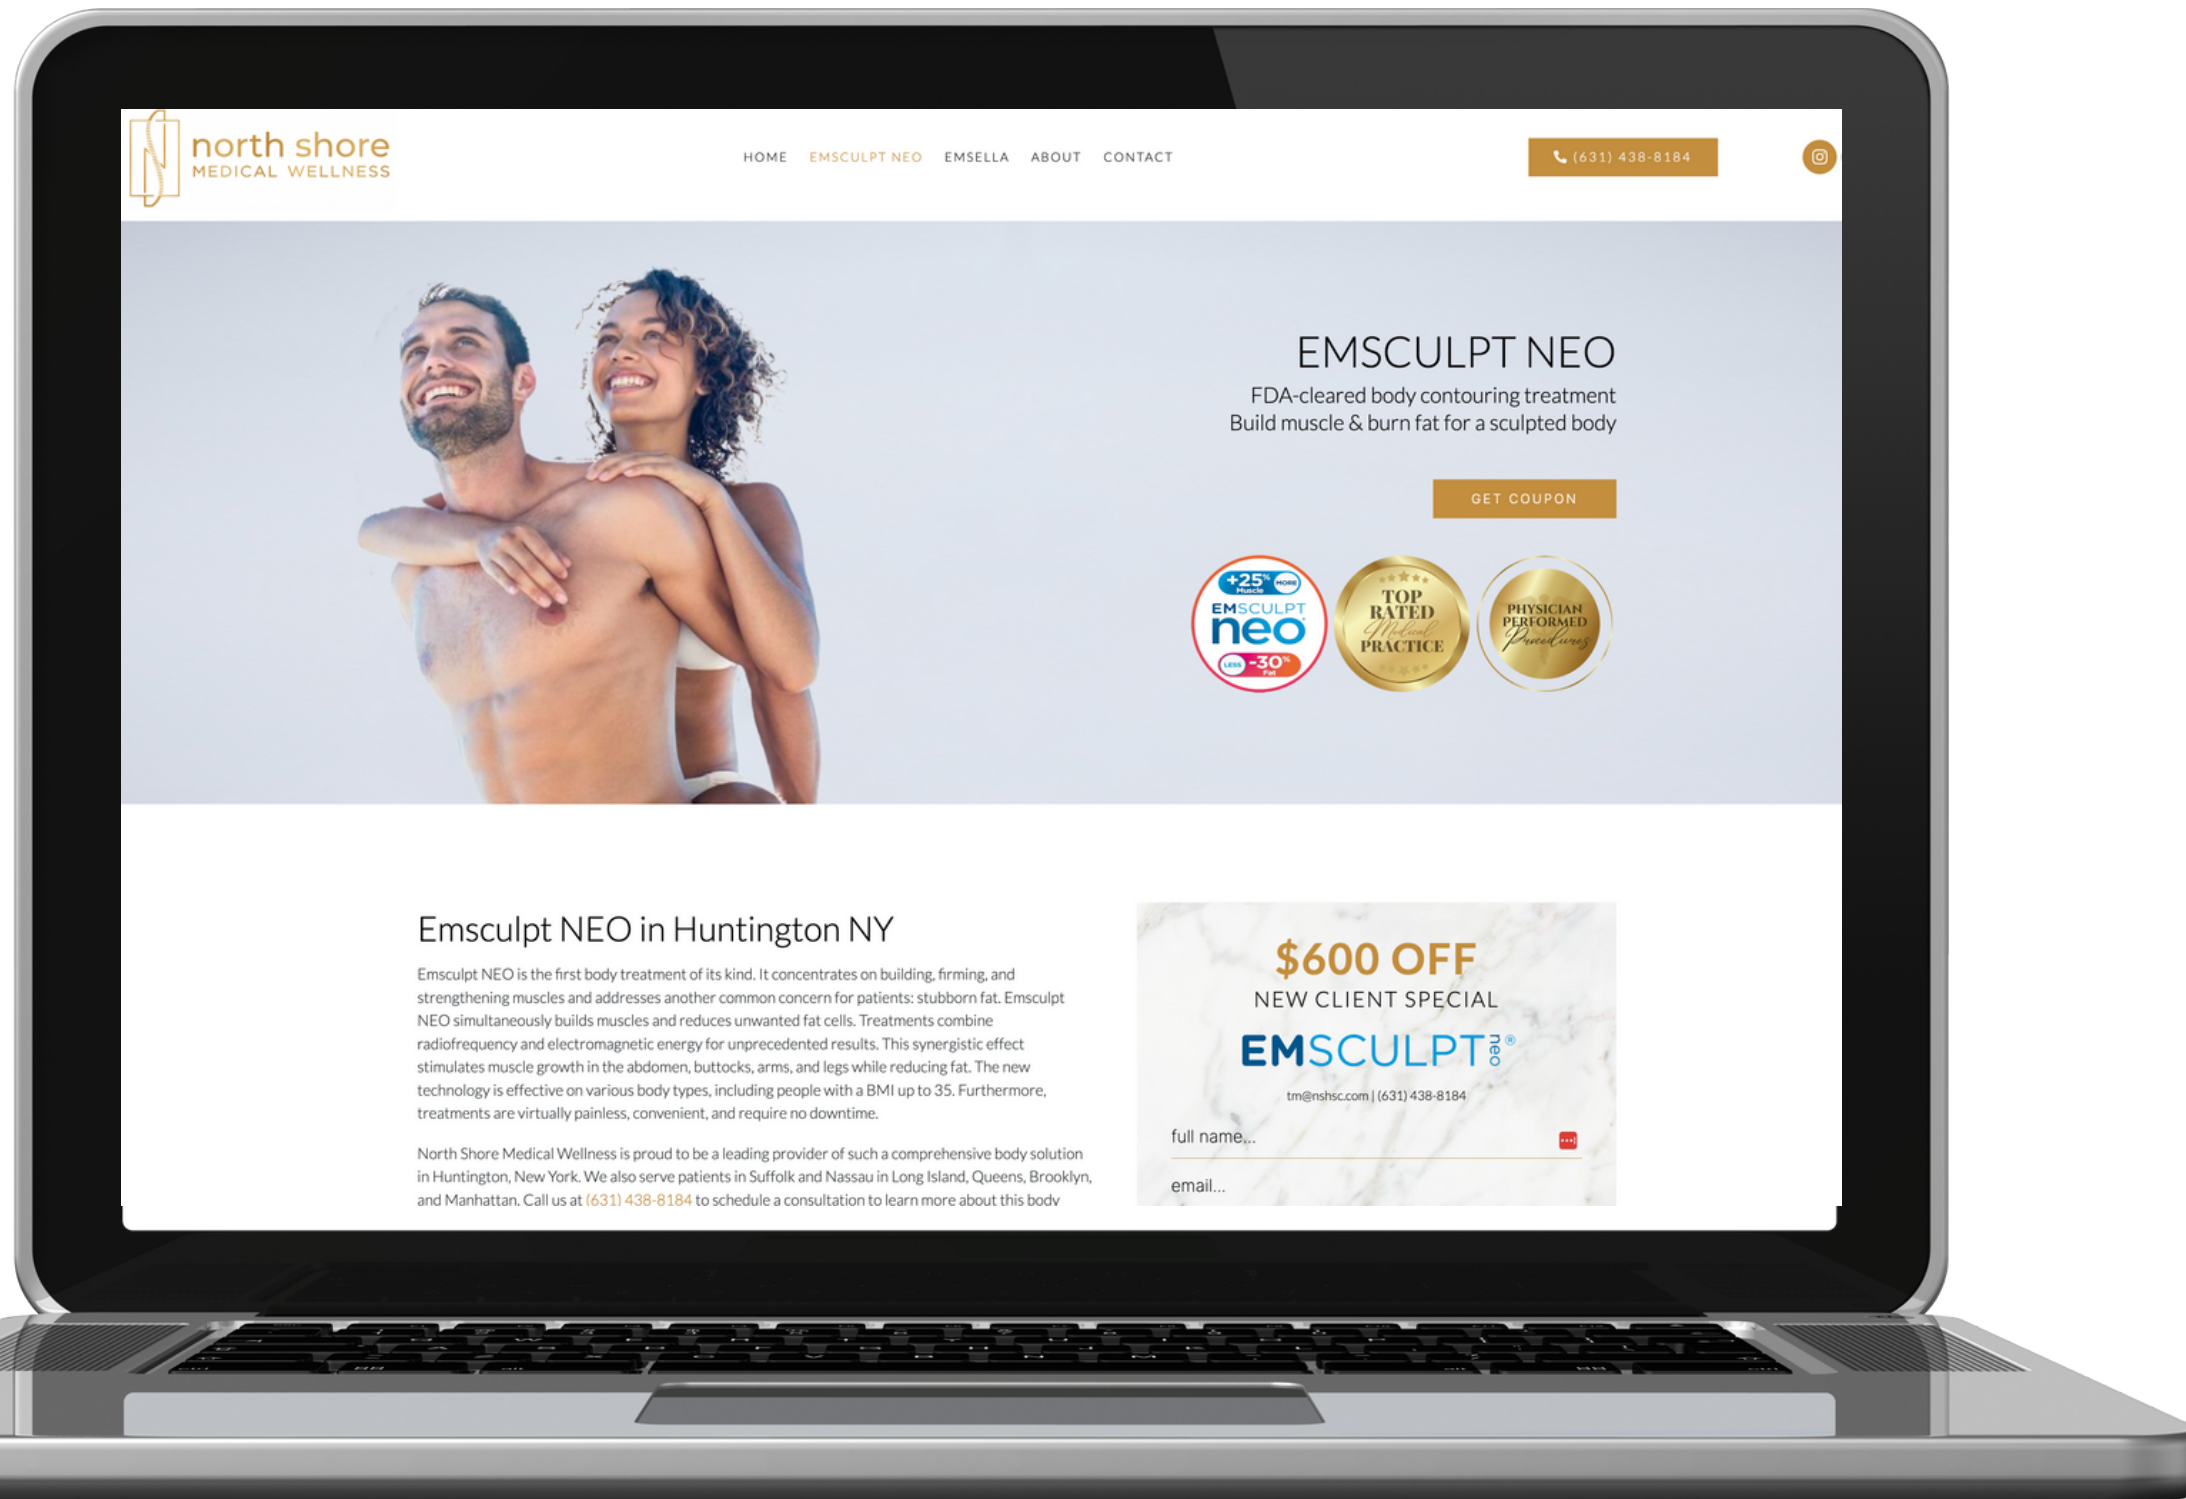 north shore
MEDICAL WELLNESS
HOME EMSCULPT NEO EMSELLA ABOUT CONTACT
(631) 438-8184
EMSCULPT NEO
FDA-cleared body contouring treatment
Build muscle & burn fat for a sculpted body
GET COUPON
+25% MORE
Muscle
EMSCULPT
neo
LESS -30%
Fat
TOP
RATED
Medical
PRACTICE
PHYSICIAN
PERFORMED
Procedures
Emsculpt NEO in Huntington NY
Emsculpt NEO is the first body treatment of its kind. It concentrates on building, firming, and
strengthening muscles and addresses another common concern for patients: stubborn fat. Emsculpt
NEO simultaneously builds muscles and reduces unwanted fat cells. Treatments combine
radiofrequency and electromagnetic energy for unprecedented results. This synergistic effect
stimulates muscle growth in the abdomen, buttocks, arms, and legs while reducing fat. The new
technology is effective on various body types, including people with a BMI up to 35. Furthermore,
treatments are virtually painless, convenient, and require no downtime.
North Shore Medical Wellness is proud to be a leading provider of such a comprehensive body solution
in Huntington, New York. We also serve patients in Suffolk and Nassau in Long Island, Queens, Brooklyn,
and Manhattan. Call us at (631) 438-8184 to schedule a consultation to learn more about this body
$600 OFF
NEW CLIENT SPECIAL
EMSCULPT neo®
tm@nshsc.com | (631) 438-8184
full name...
email...